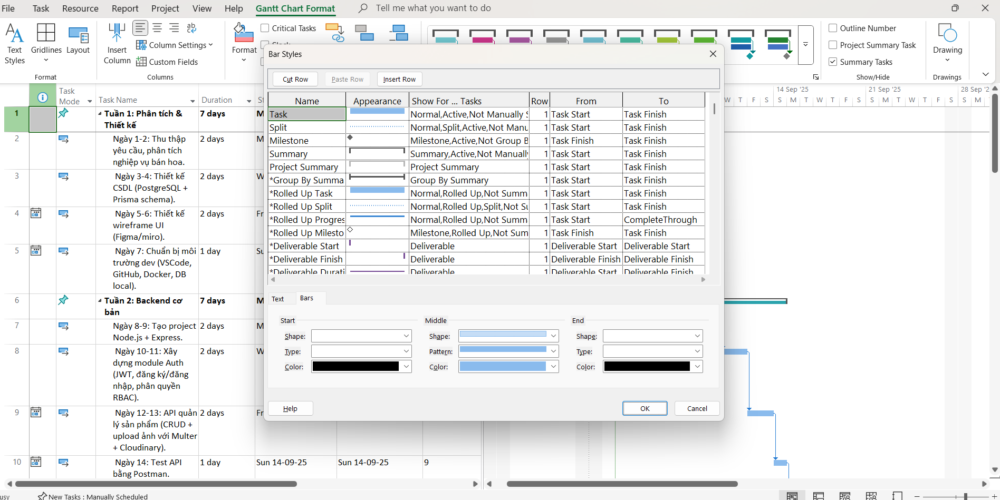 File Task Resource Report Project View Help Gantt Chart Format Tell me what you want to do
Text Styles
Gridlines
Layout
Format
Insert Column
Column Settings
Custom Fields
Columns
Format
Critical Tasks
Outline Number
Project Summary Task
Summary Tasks
Show/Hide
Drawing
Drawings
Task Mode
Task Name
Duration
14 Sep '25
21 Sep '25
28 Sep '2
W T F S S M T W T F S S M T W T F S S M
1 Tuần 1: Phân tích & 7 days M
Thiết kế
2 Ngày 1-2: Thu thập 2 days M
yêu cầu, phân tích
nghiệp vụ bán hoa.
3 Ngày 3-4: Thiết kế 2 days W
CSDL (PostgreSQL +
Prisma schema).
4 Ngày 5-6: Thiết kế 2 days Fr
wireframe UI
(Figma/miro).
5 Ngày 7: Chuẩn bị môi 1 day Su
trường dev (VSCode,
GitHub, Docker, DB
local).
6 Tuần 2: Backend cơ 7 days M
bản
7 Ngày 8-9: Tạo project 2 days M
Node.js + Express.
8 Ngày 10-11: Xây 2 days W
dựng module Auth
(JWT, đăng ký/đăng
nhập, phân quyền
RBAC).
9 Ngày 12-13: API quản 2 days Fr
lý sản phẩm (CRUD +
upload ảnh với Multer
+ Cloudinary).
10 Ngày 14: Test API 1 day Sun 14-09-25 Sun 14-09-25 9
bằng Postman.
Bar Styles
Cut Row Paste Row Insert Row
Name Appearance Show For ... Tasks Row From To
Task Normal,Active,Not Manually S 1 Task Start Task Finish
Split Normal,Split,Active,Not Manu 1 Task Start Task Finish
Milestone Milestone,Active,Not Group B 1 Task Finish Task Finish
Summary Summary,Active,Not Manually 1 Task Start Task Finish
Project Summary Project Summary 1 Task Start Task Finish
*Group By Summa Group By Summary 1 Task Start Task Finish
*Rolled Up Task Normal,Rolled Up,Not Summ 1 Task Start Task Finish
*Rolled Up Split Normal,Rolled Up,Split,Not Su 1 Task Start Task Finish
*Rolled Up Progres Normal,Rolled Up,Not Summ 1 Task Start CompleteThrough
*Rolled Up Milesto Milestone,Rolled Up,Not Sum 1 Task Finish Task Finish
*Deliverable Start Deliverable 1 Deliverable Start Deliverable Start
*Deliverable Finish Deliverable 1 Deliverable Finish Deliverable Finish
*Deliverable Durati Deliverable 1 Deliverable Start Deliverable Finish
Text Bars
Start Middle End
Shape: Shape: Shape:
Type: Pattern: Type:
Color: Color: Color:
Help OK Cancel
usy New Tasks : Manually Scheduled